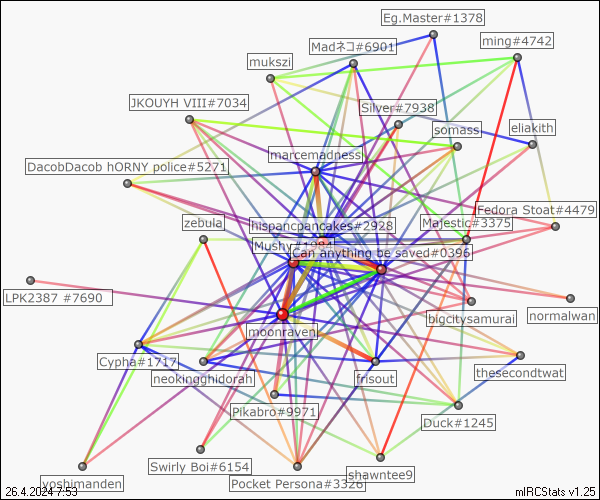 Eg.Master#1378
ming#4742
Madネコ#6901
mukszi
JKOUYH VIII#7034
Silver#7938
somass
eliakith
marcemadness
DacobDacob hORNY police#5271
Fedora Stoat#4479
zebula
hispancpancakes#2928
Majestic#3375
Mushy #1984
Can anything be saved#0396
LPK2387 #7690
normalwan
bigcitysamurai
moonraven
Cypha#1717
neokingghidorah
frisout
thesecondtwat
Pikabro#9971
Duck#1245
yoshimanden
Swirly Boi#6154
Pocket Persona#3326
shawntee9
26.4.2024 7:53
mIRCStats v1.25